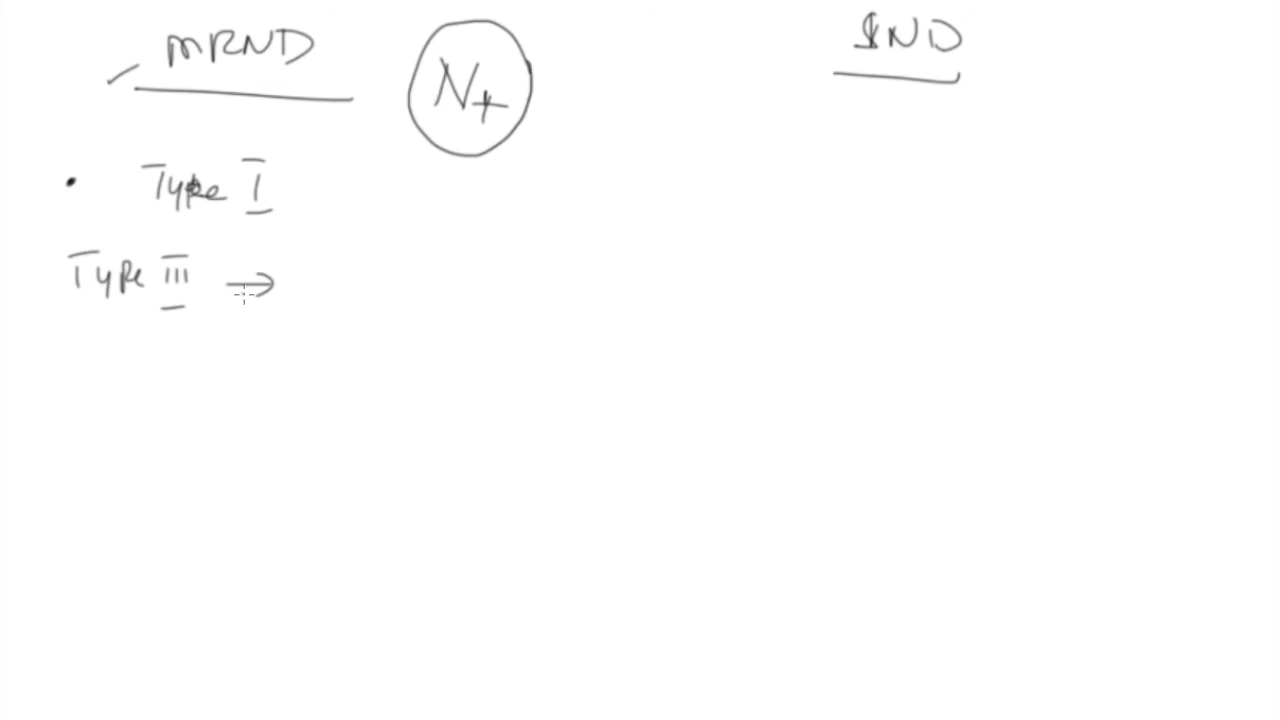 MRND
N+
SND
Type I
Type III →